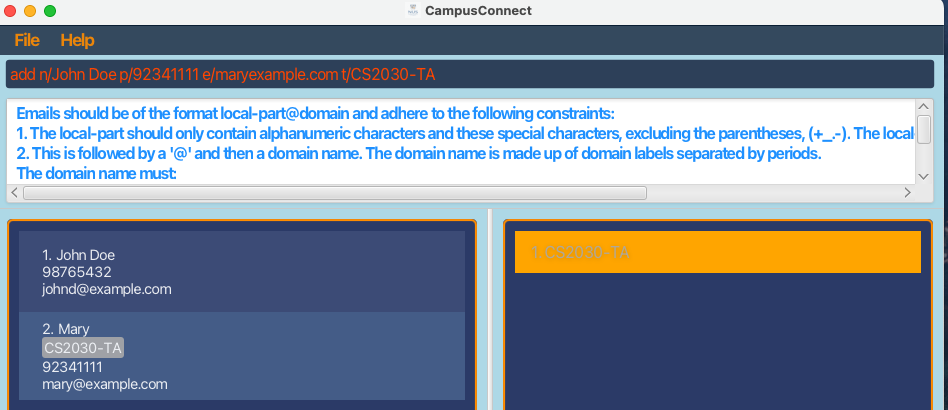 CampusConnect
File Help
add n/John Doe p/92341111 e/maryexample.com t/CS2030-TA
Emails should be of the format local-part@domain and adhere to the following constraints:
1. The local-part should only contain alphanumeric characters and these special characters, excluding the parentheses, (+_.-). The local
2. This is followed by a '@' and then a domain name. The domain name is made up of domain labels separated by periods.
The domain name must:
1. John Doe
98765432
johnd@example.com
2. Mary
CS2030-TA
92341111
mary@example.com
1. CS2030-TA